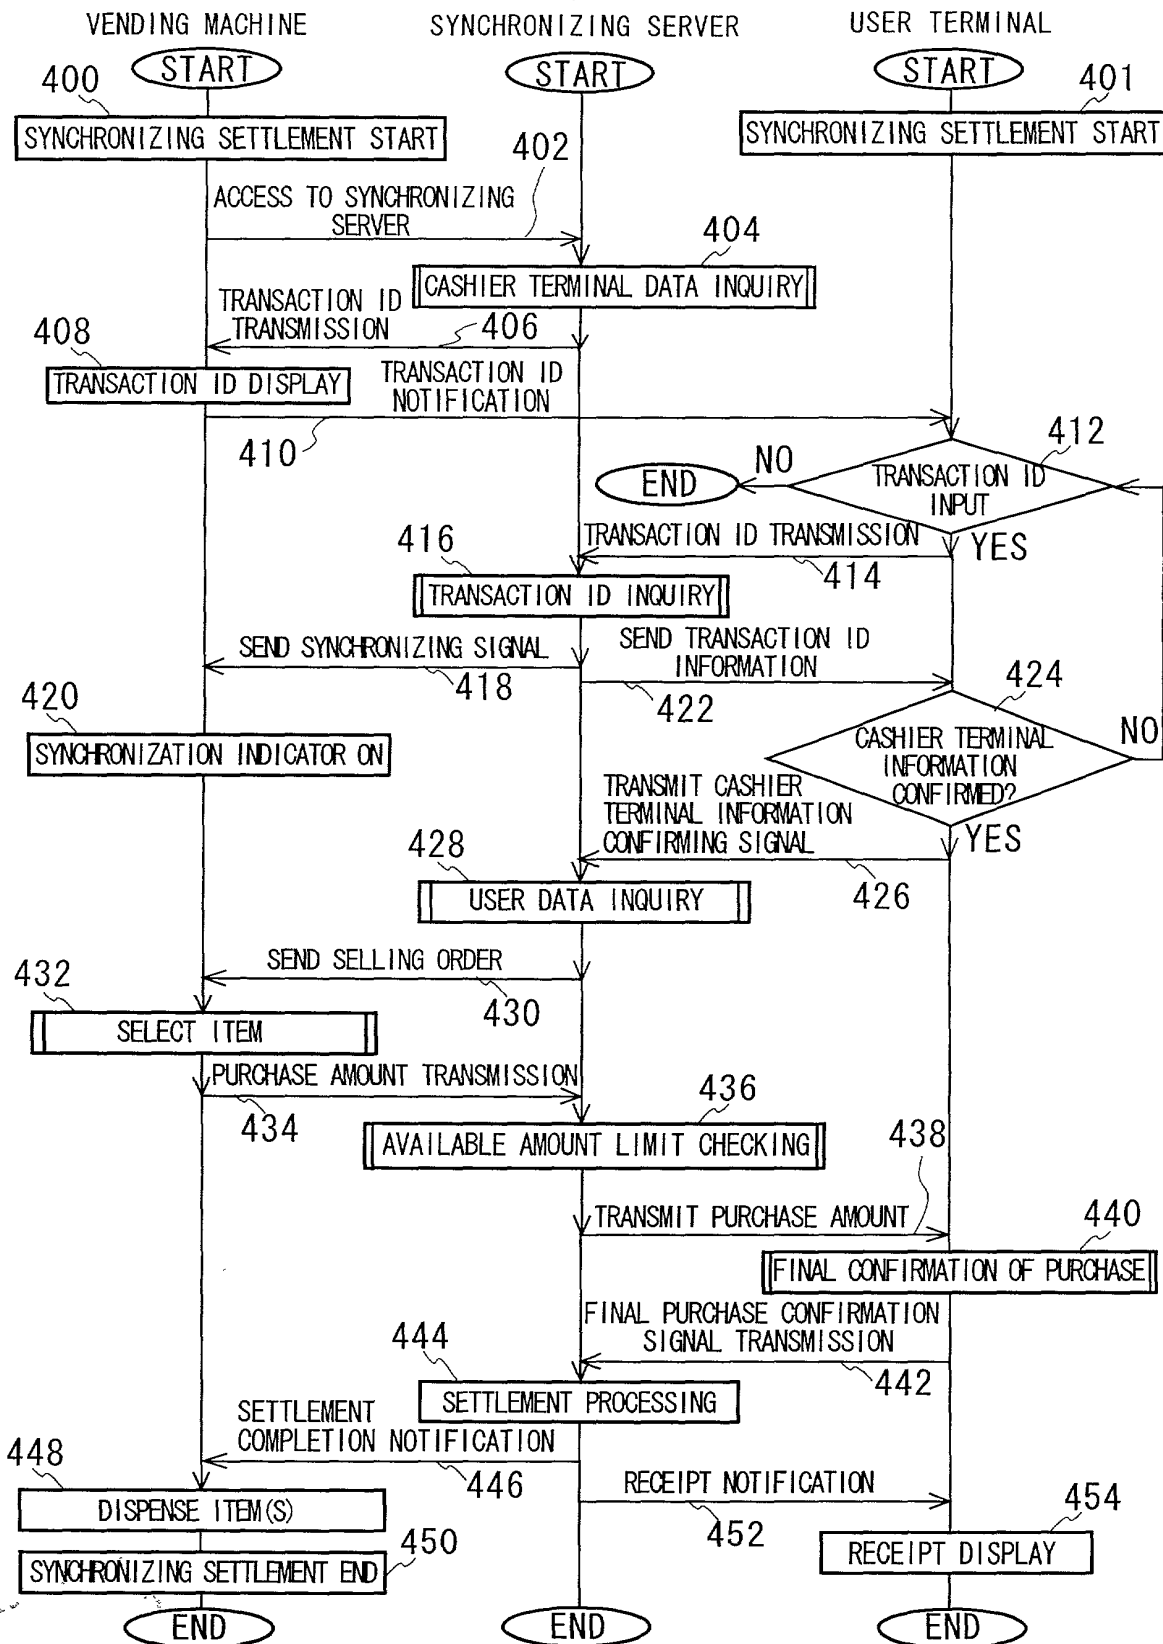 VENDING MACHINE
SYNCHRONIZING SERVER
USER TERMINAL
START
START
START
400
401
SYNCHRONIZING SETTLEMENT START
SYNCHRONIZING SETTLEMENT START
402
ACCESS TO SYNCHRONIZING
SERVER
404
CASHIER TERMINAL DATA INQUIRY
TRANSACTION ID
TRANSMISSION
406
408
TRANSACTION ID DISPLAY
TRANSACTION ID
NOTIFICATION
410
412
TRANSACTION ID
INPUT
NO
END
YES
TRANSACTION ID TRANSMISSION
414
416
TRANSACTION ID INQUIRY
SEND SYNCHRONIZING SIGNAL
418
SEND TRANSACTION ID
INFORMATION
422
420
SYNCHRONIZATION INDICATOR ON
424
CASHIER TERMINAL
INFORMATION
CONFIRMED?
NO
YES
TRANSMIT CASHIER
TERMINAL INFORMATION
CONFIRMING SIGNAL
426
428
USER DATA INQUIRY
SEND SELLING ORDER
430
432
SELECT ITEM
PURCHASE AMOUNT TRANSMISSION
434
436
AVAILABLE AMOUNT LIMIT CHECKING
438
TRANSMIT PURCHASE AMOUNT
440
FINAL CONFIRMATION OF PURCHASE
FINAL PURCHASE CONFIRMATION
SIGNAL TRANSMISSION
442
444
SETTLEMENT PROCESSING
SETTLEMENT
COMPLETION NOTIFICATION
446
448
DISPENSE ITEM(S)
RECEIPT NOTIFICATION
452
454
RECEIPT DISPLAY
450
SYNCHRONIZING SETTLEMENT END
END
END
END